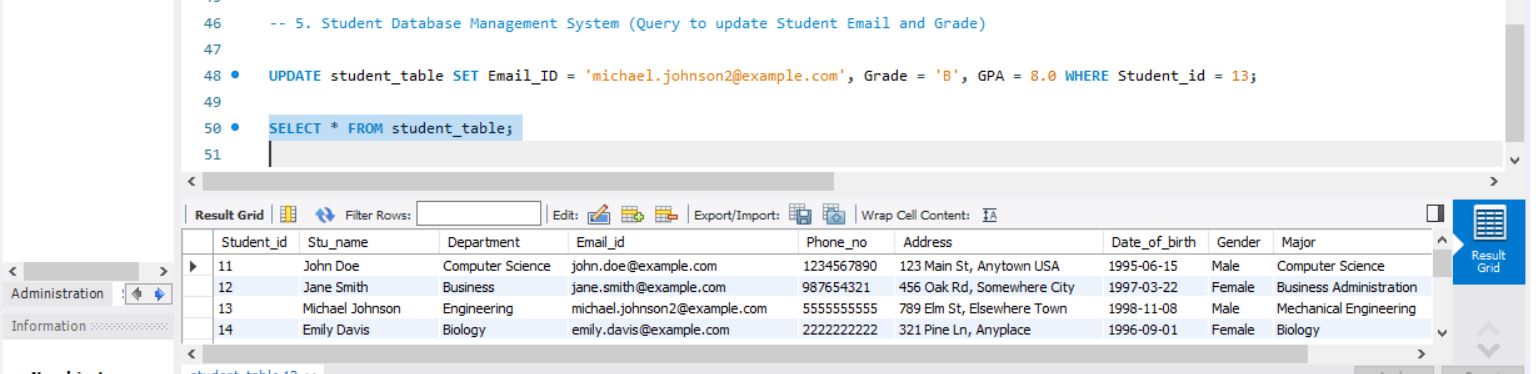 46 -- 5. Student Database Management System (Query to update Student Email and Grade)
47
48 UPDATE student_table SET Email_ID = 'michael.johnson2@example.com', Grade = 'B', GPA = 8.0 WHERE Student_id = 13;
49
50 SELECT * FROM student_table;
51
Result Grid Filter Rows: Edit: Export/Import: Wrap Cell Content: IA
Student_id Stu_name Department Email_id Phone_no Address Date_of_birth Gender Major
11 John Doe Computer Science john.doe@example.com 1234567890 123 Main St, Anytown USA 1995-06-15 Male Computer Science
12 Jane Smith Business jane.smith@example.com 987654321 456 Oak Rd, Somewhere City 1997-03-22 Female Business Administration
13 Michael Johnson Engineering michael.johnson2@example.com 5555555555 789 Elm St, Elsewhere Town 1998-11-08 Male Mechanical Engineering
14 Emily Davis Biology emily.davis@example.com 2222222222 321 Pine Ln, Anyplace 1996-09-01 Female Biology
Result
Grid
Administration
Information